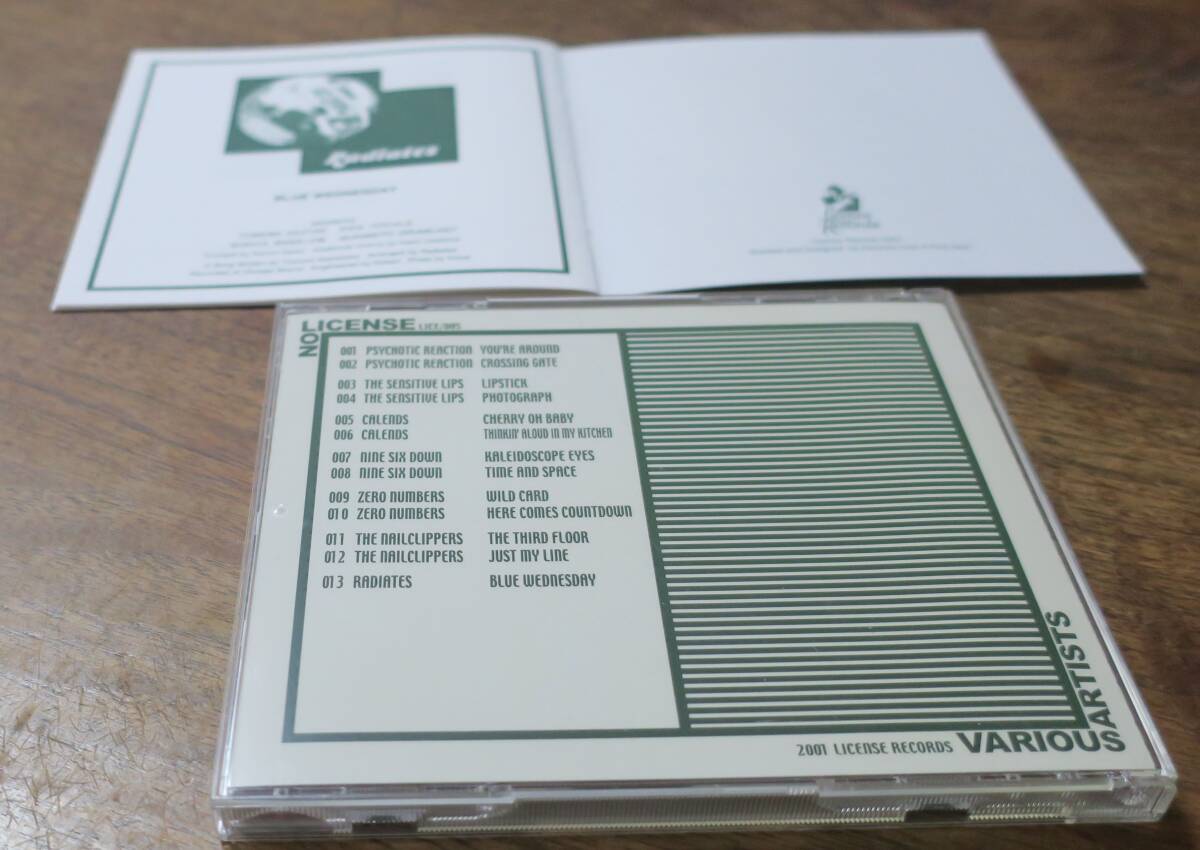 Radiates
BLUE WEDNESDAY
Records
NO LICENSE LICE/005
001 PSYCHOTIC REACTION YOU'RE AROUND
002 PSYCHOTIC REACTION CROSSING GATE
003 THE SENSITIVE LIPS LIPSTICK
004 THE SENSITIVE LIPS PHOTOGRAPH
005 CALENDS CHERRY OH BABY
006 CALENDS THINKIN' ALOUD IN MY KITCHEN
007 NINE SIX DOWN KALEIDOSCOPE EYES
008 NINE SIX DOWN TIME AND SPACE
009 ZERO NUMBERS WILD CARD
010 ZERO NUMBERS HERE COMES COUNTDOWN
011 THE NAILCLIPPERS THE THIRD FLOOR
012 THE NAILCLIPPERS JUST MY LINE
013 RADIATES BLUE WEDNESDAY
2001 LICENSE RECORDS VARIOUS ARTISTS